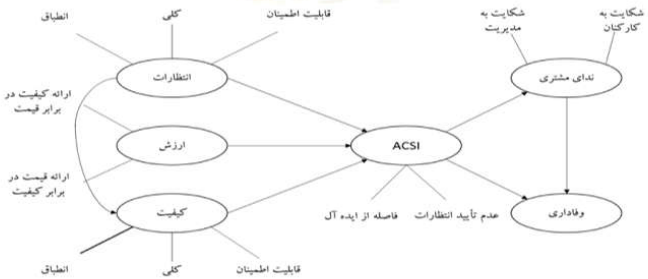 انطباق
کلی
قابلیت اطمینان
شکایت به
مدیریت
شکایت به
کارکنان
انتظارات
ندای مشتری
ارائه کیفیت در
برابر قیمت
ارزش
ACSI
ارائه قیمت در
برابر کیفیت
کیفیت
فاصله از ایده آل
عدم تأیید انتظارات
وفاداری
انطباق
کلی
قابلیت اطمینان